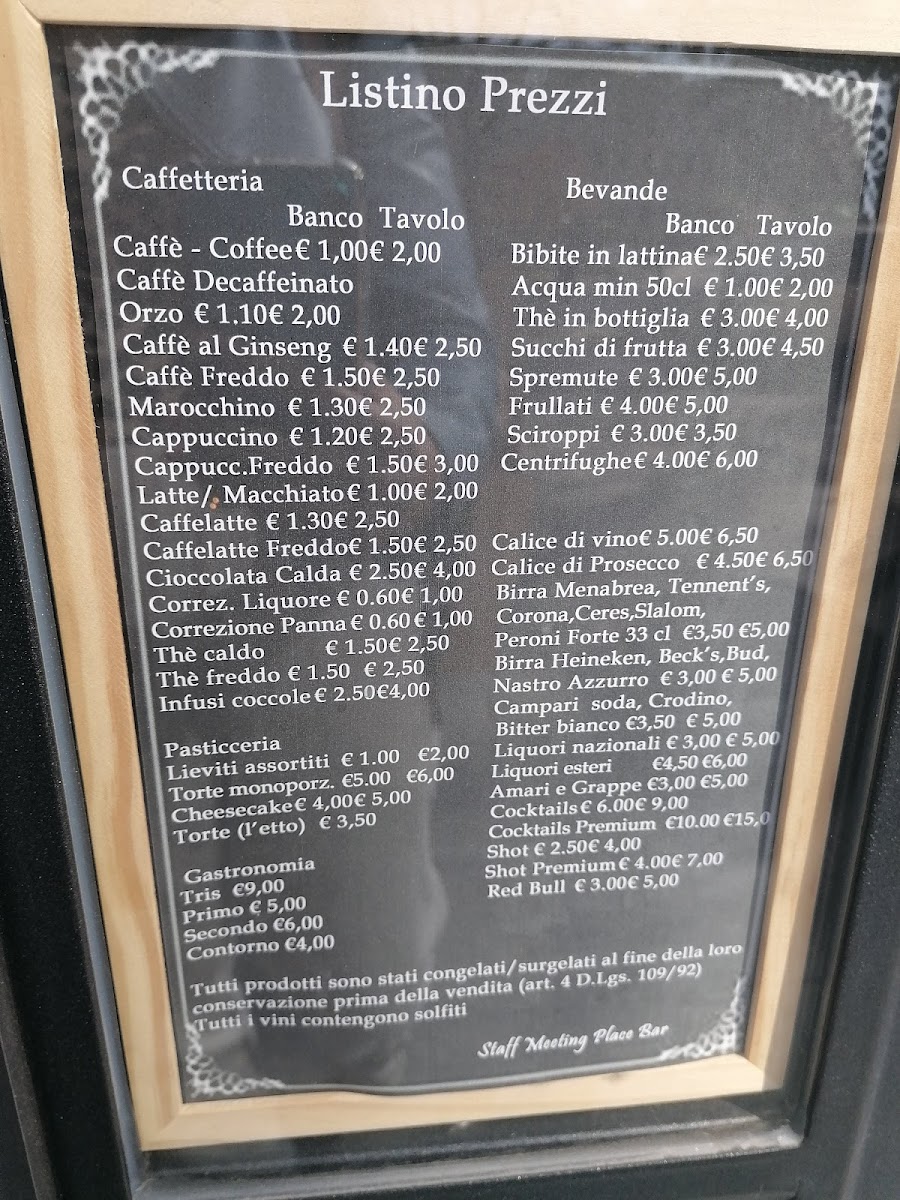 Listino Prezzi
Caffetteria
Banco Tavolo
Caffè - Coffee€ 1,00€ 2,00
Caffè Decaffeinato
Orzo € 1.10€ 2,00
Caffè al Ginseng € 1.40€ 2,50
Caffè Freddo € 1.50€ 2,50
Marocchino € 1.30€ 2,50
Cappuccino € 1.20€ 2,50
Cappucc.Freddo € 1.50€ 3,00
Latte/. Macchiato€ 1.00€ 2,00
Caffelatte € 1.30€ 2,50
Caffelatte Freddo€ 1.50€ 2,50
Cioccolata Calda € 2.50€ 4,00
Correz. Liquore € 0.60€ 1,00
Correzione Panna€ 0.60€ 1,00
Thè caldo € 1.50€ 2,50
Thè freddo € 1.50 € 2,50
Infusi coccole€ 2.50€4,00
Pasticceria
Lieviti assortiti € 1.00 €2,00
Torte monoporz. €5.00 €6,00
Cheesecake€ 4,00€ 5,00
Torte (l'etto) € 3,50
Gastronomia
Tris €9,00
Primo € 5,00
Secondo €6,00
Contorno €4,00
Bevande
Banco Tavolo
Bibite in lattina€ 2.50€ 3,50
Acqua min 50cl € 1.00€ 2,00
Thè in bottiglia € 3.00€ 4,00
Succhi di frutta € 3.00€ 4,50
Spremute € 3.00€ 5,00
Frullati € 4.00€ 5,00
Sciroppi € 3.00€ 3,50
Centrifughe€ 4.00€ 6,00
Calice di vino€ 5.00€ 6,50
Calice di Prosecco € 4.50€ 6,50
Birra Menabrea, Tennent's,
Corona,Ceres,Slalom,
Peroni Forte 33 cl €3,50 €5,00
Birra Heineken, Beck's,Bud,
Nastro Azzurro € 3,00 € 5,00
Campari soda, Crodino,
Bitter bianco €3,50 € 5,00
Liquori nazionali € 3,00 € 5,00
Liquori esteri €4,50 €6,00
Amari e Grappe €3,00 €5,00
Cocktails€ 6.00€ 9,00
Cocktails Premium €10.00 €15,0
Shot € 2.50€ 4,00
Shot Premium€ 4.00€ 7,00
Red Bull € 3.00€ 5,00
Tutti prodotti sono stati congelati/surgelati al fine della loro
conservazione prima della vendita (art. 4 D.Lgs. 109/92)
Tutti i vini contengono solfiti
Staff Meeting Place Bar